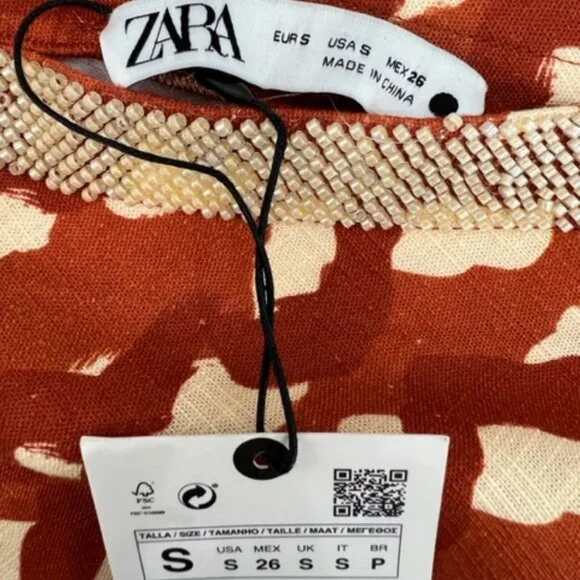 ZARA
EUR S USA S MEX 26
MADE IN CHINA
FSC
TALLA / SIZE / TAMANHO / TAILLE / MAAT / ΜΕΓΕΘΟΣ
S
USA MEX UK IT BR
S 26 S S P